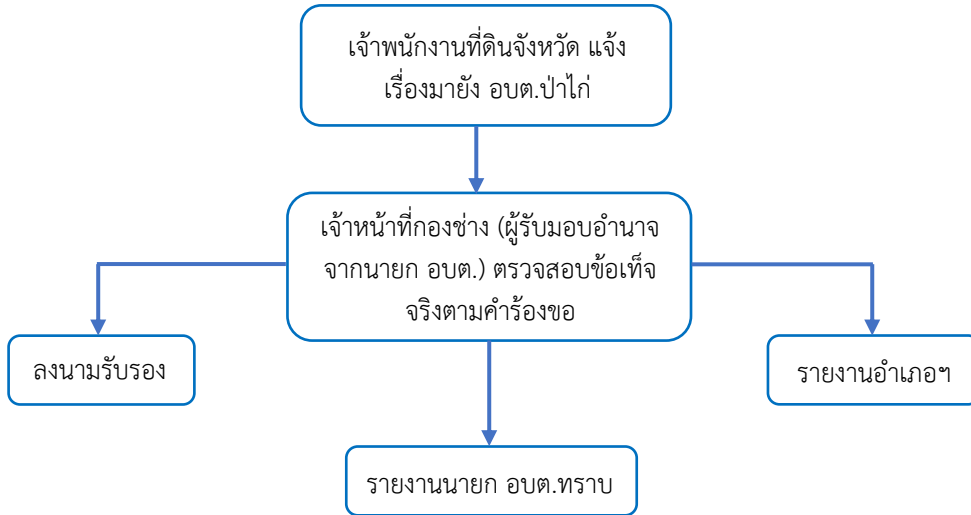 เจ้าพนักงานที่ดินจังหวัด แจ้ง
เรื่องมายัง อบต.ป่าไก่
เจ้าหน้าที่กองช่าง (ผู้รับมอบอำนาจ
จากนายก อบต.) ตรวจสอบข้อเท็จ
จริงตามคำร้องขอ
ลงนามรับรอง
รายงานอำเภอฯ
รายงานนายก อบต.ทราบ